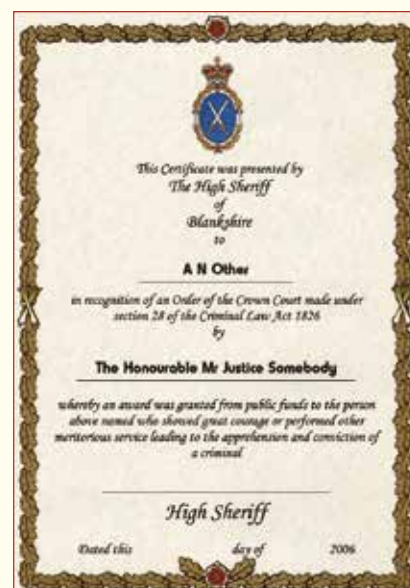 This Certificate was presented by
The High Sheriff
of
Blankshire
to
A N Other
in recognition of an Order of the Crown Court made under
section 28 of the Criminal Law Act 1826
by
The Honourable Mr Justice Somebody
whereby an award was granted from public funds to the person
above named who showed great courage or performed other
meritorious service leading to the apprehension and conviction of
a criminal
High Sheriff
Dated this day of 2006